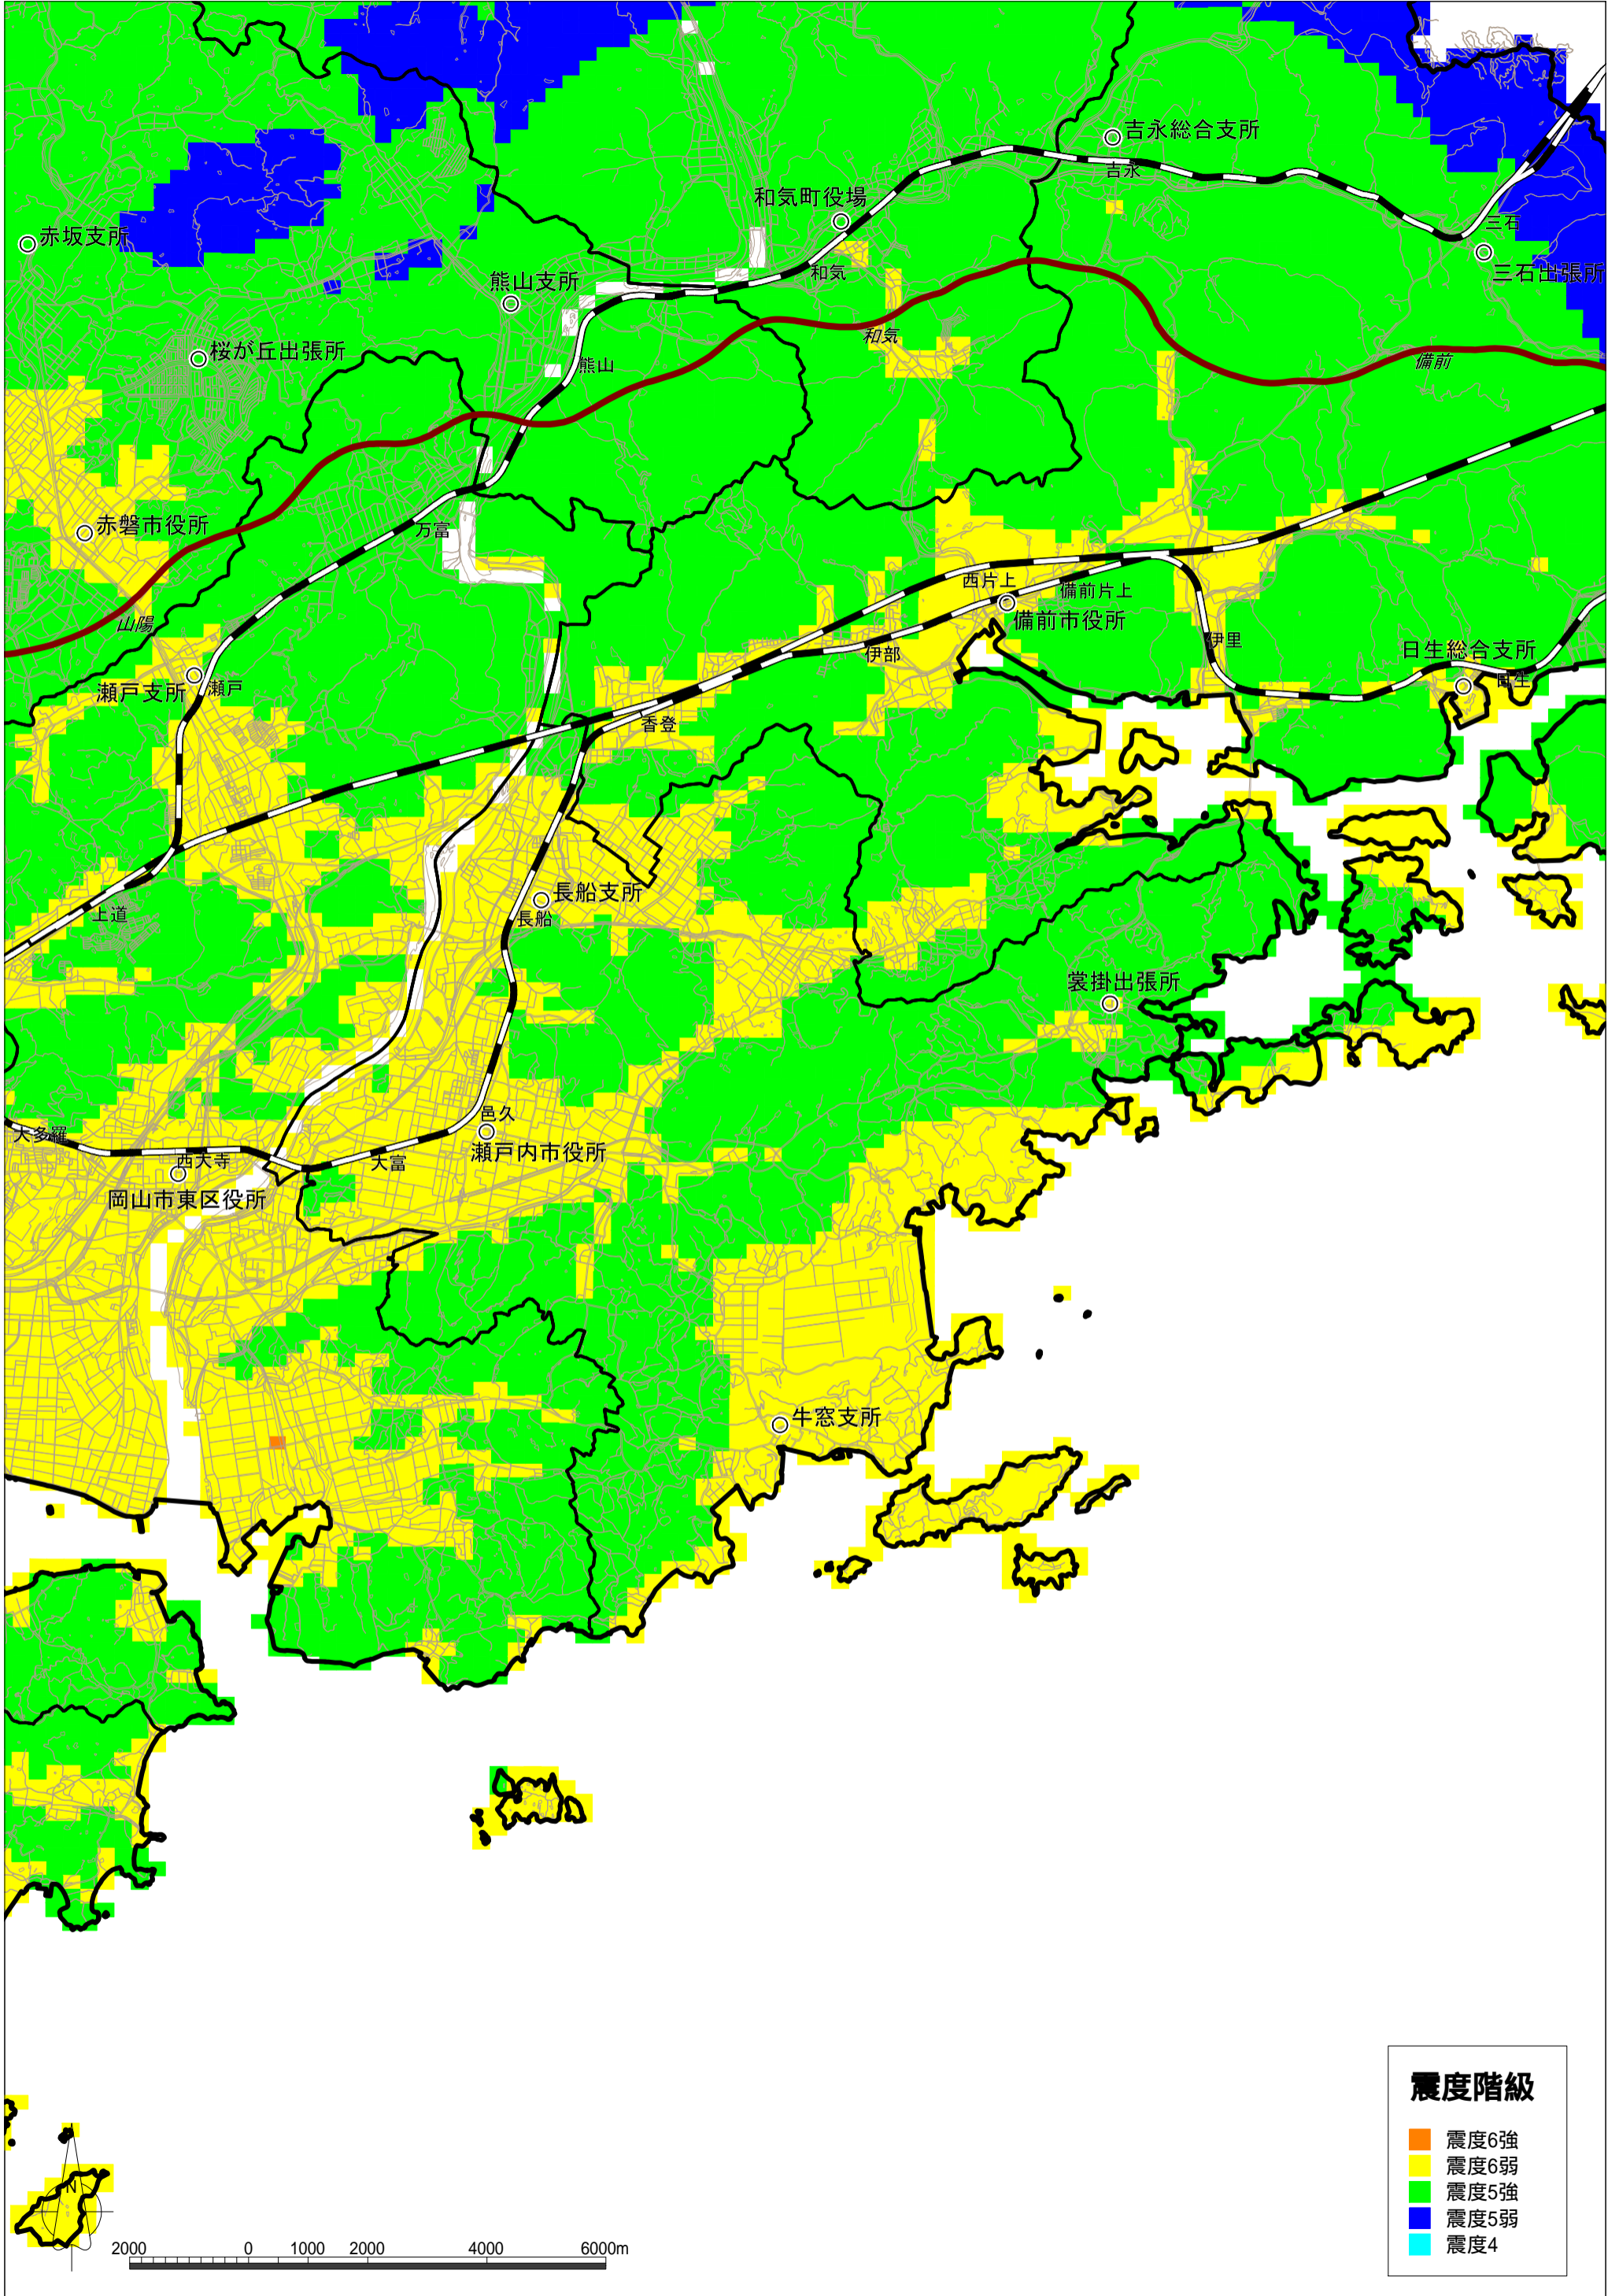 吉永総合支所
吉永
和気町役場
赤坂支所
三石
和気
三石出張所
熊山支所
和気
桜が丘出張所
備前
熊山
赤磐市役所
万富
西片上
備前片上
備前市役所
山陽
伊里
伊部
日生総合支所
日生
瀬戸支所
瀬戸
香登
長船支所
上道
長船
裳掛出張所
邑久
大多羅
瀬戸内市役所
西大寺
大富
岡山市東区役所
牛窓支所
震度階級
震度6強
震度6弱
震度5強
震度5弱
震度4
N
2000 0 1000 2000 4000 6000m